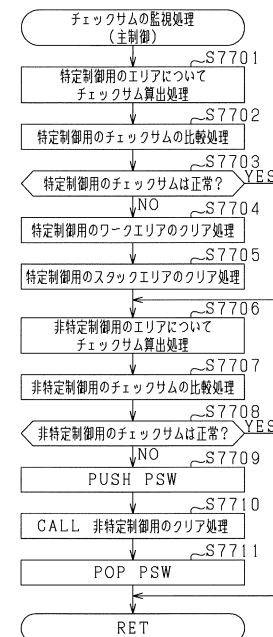 チェックサムの監視処理
(主制御)
S7701
特定制御用のエリアについて
チェックサム算出処理
S7702
特定制御用のチェックサムの比較処理
S7703
特定制御用のチェックサムは正常?
YES
NO
S7704
特定制御用のワークエリアのクリア処理
S7705
特定制御用のスタックエリアのクリア処理
S7706
非特定制御用のエリアについて
チェックサム算出処理
S7707
非特定制御用のチェックサムの比較処理
S7708
非特定制御用のチェックサムは正常?
YES
NO
S7709
PUSH PSW
S7710
CALL 非特定制御用のクリア処理
S7711
POP PSW
RET